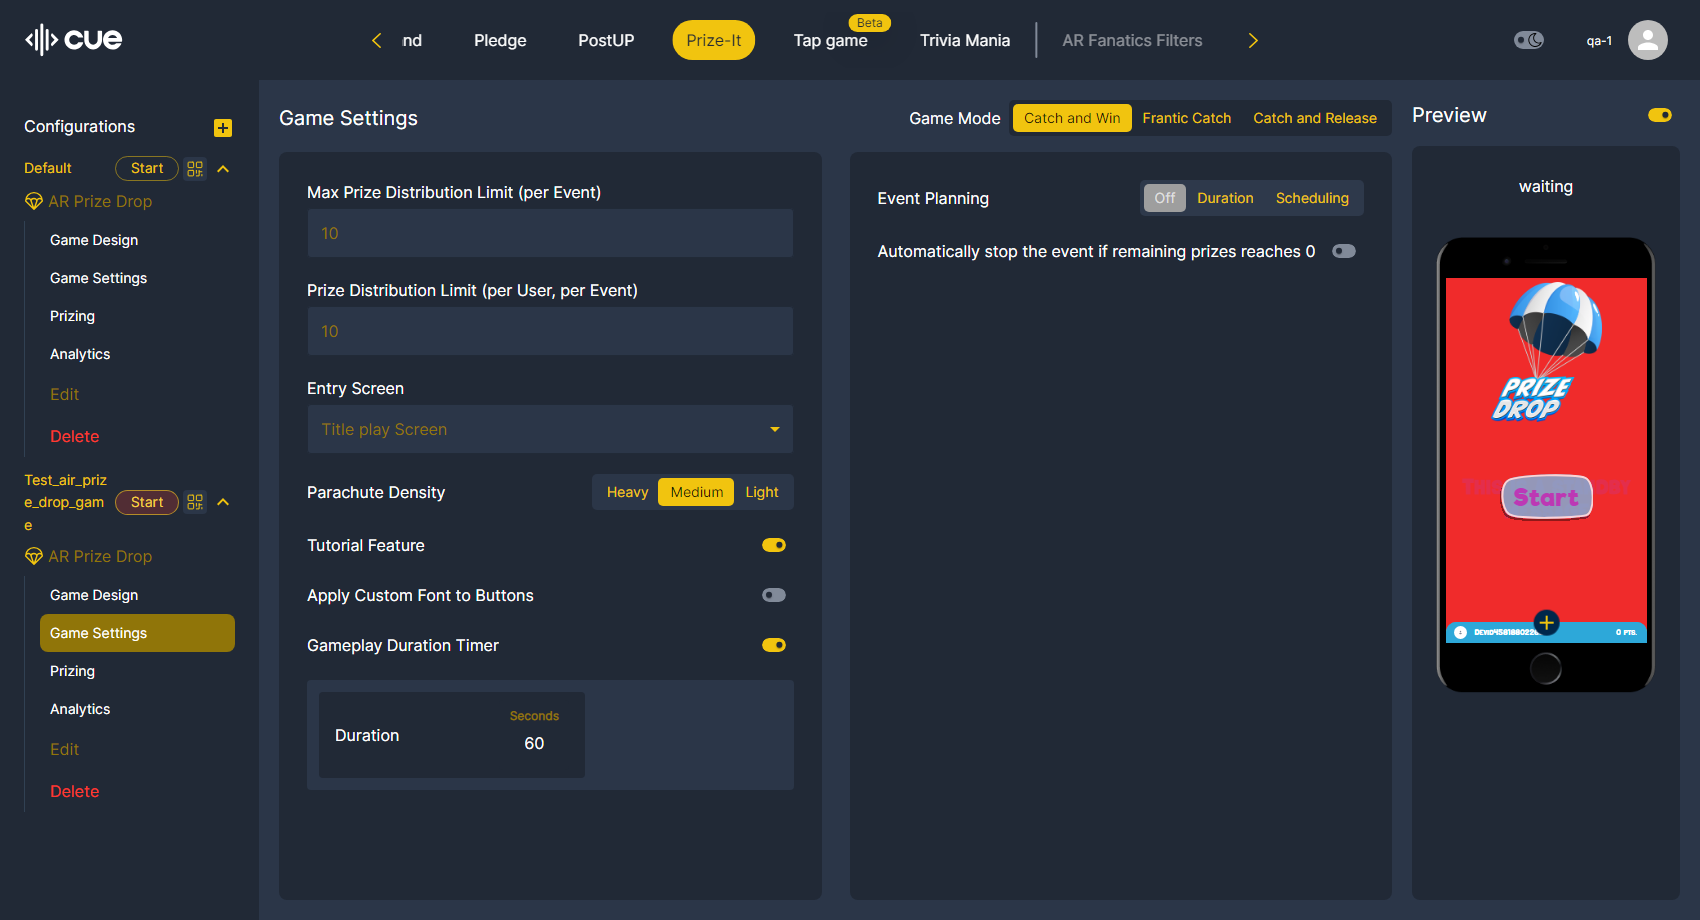 cue
nd
Pledge
PostUP
Prize-It
Beta
Tap game
Trivia Mania
AR Fanatics Filters
qa-1
Configurations
Default
Start
AR Prize Drop
Game Design
Game Settings
Prizing
Analytics
Edit
Delete
Test_air_priz
e_drop_gam
e
Start
AR Prize Drop
Game Design
Game Settings
Prizing
Analytics
Edit
Delete
Game Settings
Game Mode
Catch and Win
Frantic Catch
Catch and Release
Max Prize Distribution Limit (per Event)
10
Prize Distribution Limit (per User, per Event)
10
Entry Screen
Title play Screen
Parachute Density
Heavy
Medium
Light
Tutorial Feature
Apply Custom Font to Buttons
Gameplay Duration Timer
Duration
Seconds
60
Event Planning
Off
Duration
Scheduling
Automatically stop the event if remaining prizes reaches 0
Preview
waiting
PRIZE
DROP
Start
0 PTS.